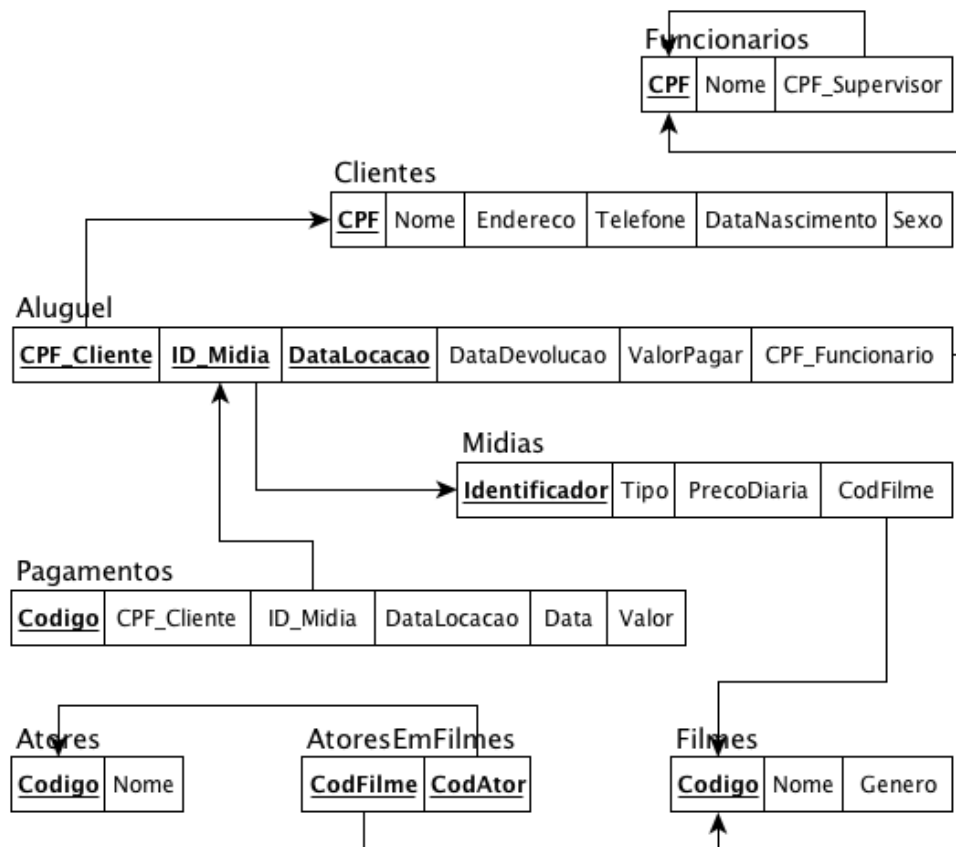 Funcionarios
CPF Nome CPF_Supervisor
Clientes
CPF Nome Endereco Telefone DataNascimento Sexo
Aluguel
CPF_Cliente ID_Midia DataLocacao DataDevolucao ValorPagar CPF_Funcionario
Midias
Identificador Tipo PrecoDiaria CodFilme
Pagamentos
Codigo CPF_Cliente ID_Midia DataLocacao Data Valor
Atores
Codigo Nome
AtoresEmFilmes
CodFilme CodAtor
Filmes
Codigo Nome Genero